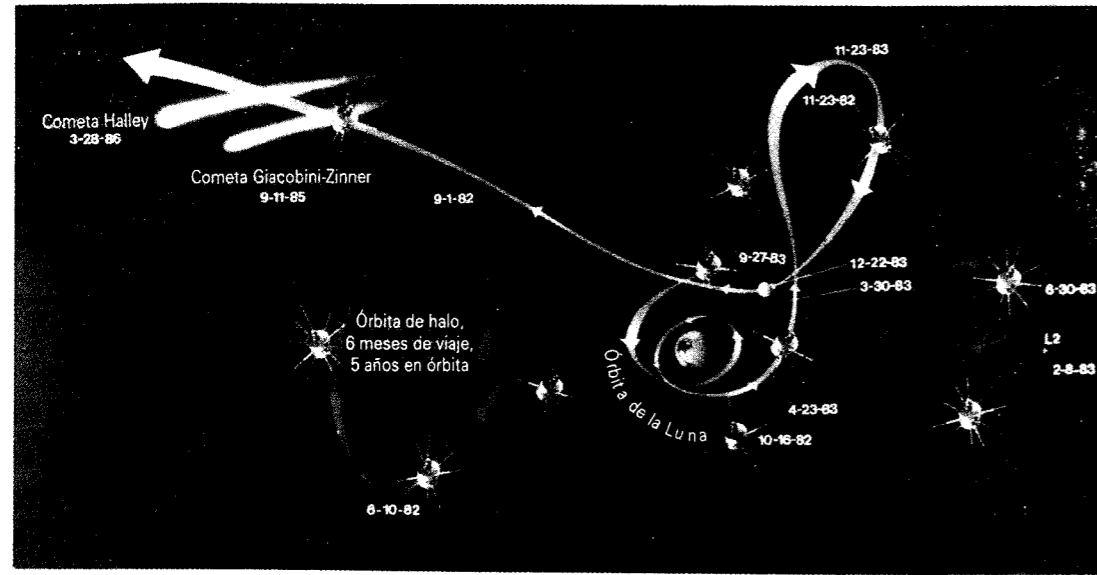 11-23-83
11-23-82
Cometa Halley
3-28-86
Cometa Giacobini-Zinner
9-11-85
9-1-82
9-27-83
12-22-83
3-30-83
6-30-83
Órbita de halo,
6 meses de viaje,
5 años en órbita
L2
2-8-83
Órbita de la Luna
4-23-83
10-16-82
6-10-82